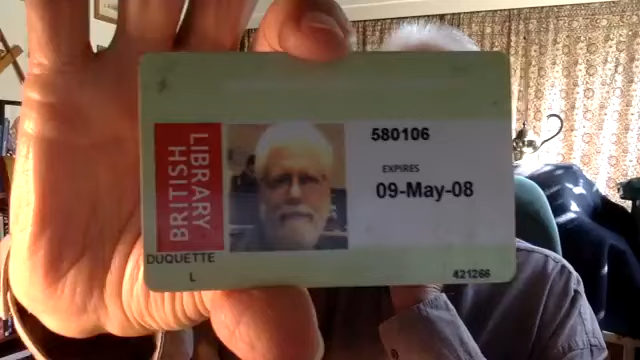 BRITISH
LIBRARY
580106
EXPIRES
09-May-08
DUQUETTE
L
421266